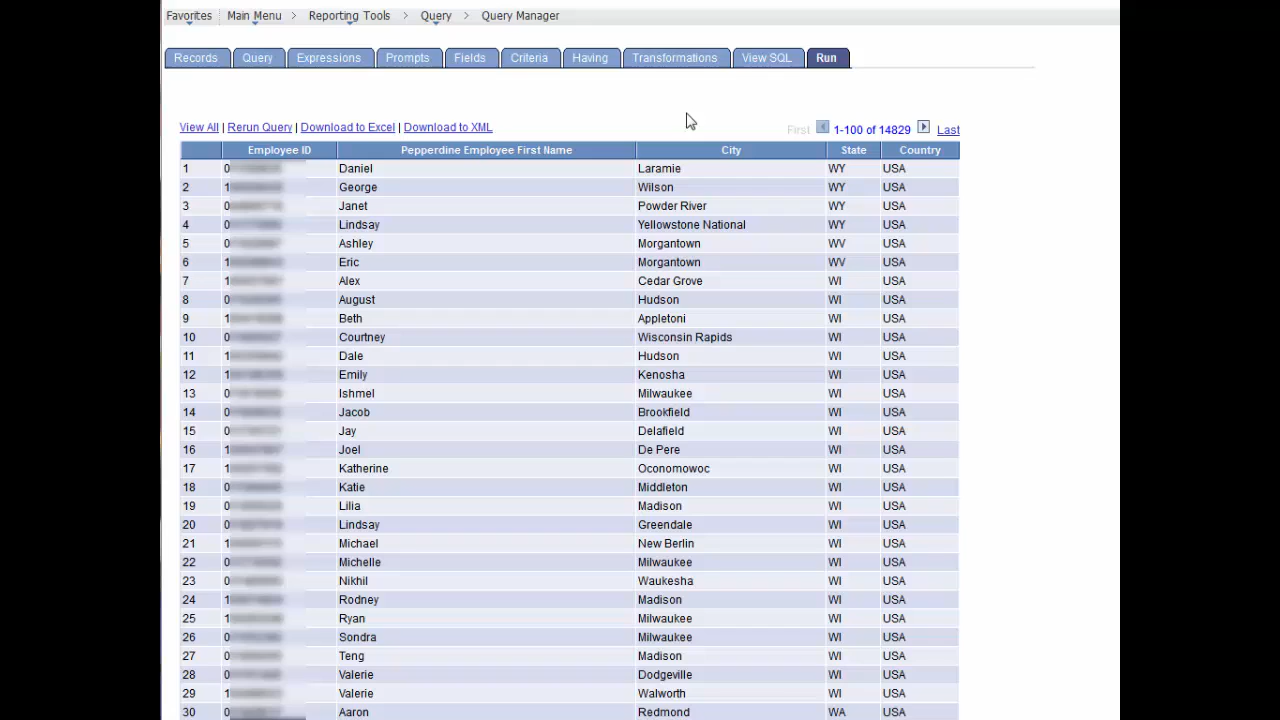 Favorites Main Menu > Reporting Tools > Query > Query Manager
Records Query Expressions Prompts Fields Criteria Having Transformations View SQL Run
View All | Rerun Query | Download to Excel | Download to XML First 1-100 of 14829 Last
Employee ID Pepperdine Employee First Name City State Country
1 0 Daniel Laramie WY USA
2 1 George Wilson WY USA
3 0 Janet Powder River WY USA
4 0 Lindsay Yellowstone National WY USA
5 0 Ashley Morgantown WV USA
6 1 Eric Morgantown WV USA
7 1 Alex Cedar Grove WI USA
8 0 August Hudson WI USA
9 1 Beth Appletoni WI USA
10 0 Courtney Wisconsin Rapids WI USA
11 1 Dale Hudson WI USA
12 1 Emily Kenosha WI USA
13 0 Ishmel Milwaukee WI USA
14 0 Jacob Brookfield WI USA
15 0 Jay Delafield WI USA
16 1 Joel De Pere WI USA
17 1 Katherine Oconomowoc WI USA
18 0 Katie Middleton WI USA
19 0 Lilia Madison WI USA
20 0 Lindsay Greendale WI USA
21 1 Michael New Berlin WI USA
22 0 Michelle Milwaukee WI USA
23 0 Nikhil Waukesha WI USA
24 1 Rodney Madison WI USA
25 1 Ryan Milwaukee WI USA
26 0 Sondra Milwaukee WI USA
27 0 Teng Madison WI USA
28 0 Valerie Dodgeville WI USA
29 1 Valerie Walworth WI USA
30 0 Aaron Redmond WA USA